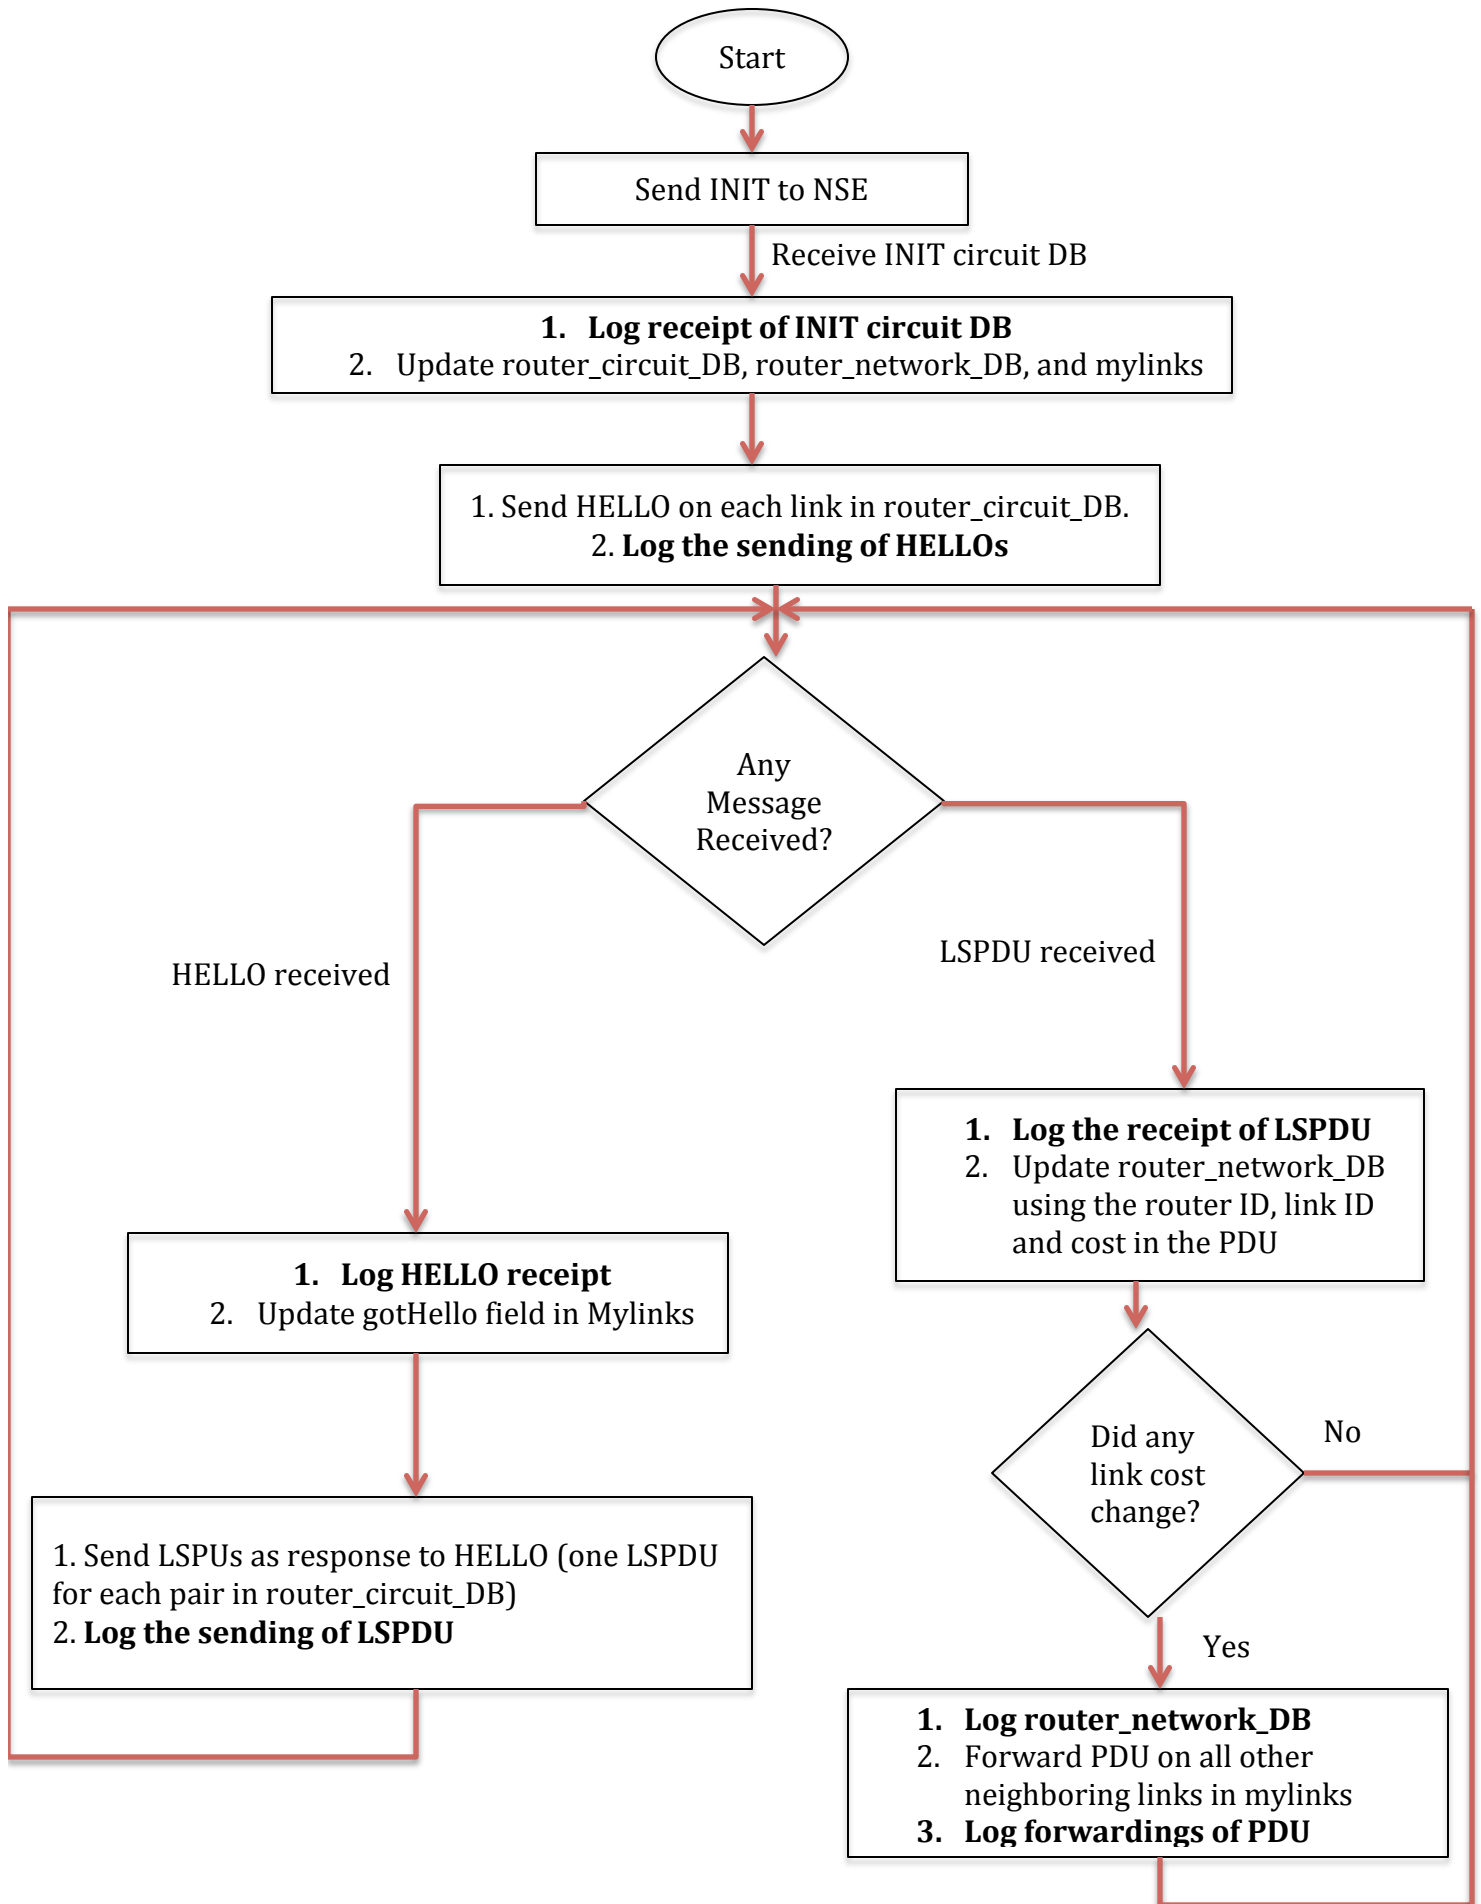 Start
Send INIT to NSE
Receive INIT circuit DB
1. Log receipt of INIT circuit DB
2. Update router_circuit_DB, router_network_DB, and mylinks
1. Send HELLO on each link in router_circuit_DB.
2. Log the sending of HELLOs
Any
Message
Received?
HELLO received
LSPDU received
1. Log the receipt of LSPDU
2. Update router_network_DB
using the router ID, link ID
and cost in the PDU
1. Log HELLO receipt
2. Update gotHello field in Mylinks
Did any
link cost
change?
No
1. Send LSPUs as response to HELLO (one LSPDU
for each pair in router_circuit_DB)
2. Log the sending of LSPDU
Yes
1. Log router_network_DB
2. Forward PDU on all other
neighboring links in mylinks
3. Log forwardings of PDU